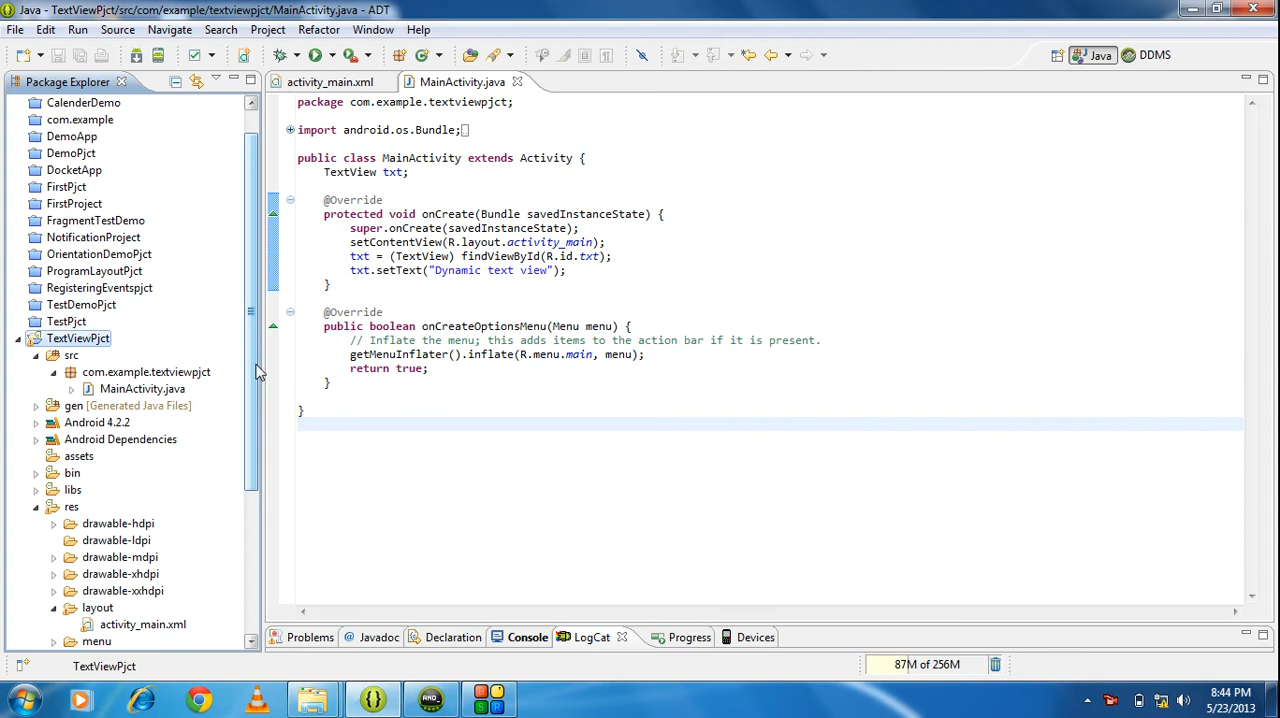 Java - TextViewPjct/src/com/example/textviewpjct/MainActivity.java - ADT
File Edit Run Source Navigate Search Project Refactor Window Help
Java DDMS
Package Explorer
CalenderDemo
com.example
DemoApp
DemoPjct
DocketApp
FirstPjct
FirstProject
FragmentTestDemo
NotificationProject
OrientationDemoPjct
ProgramLayoutPjct
RegisteringEventspjct
TestDemoPjct
TestPjct
TextViewPjct
src
com.example.textviewpjct
MainActivity.java
gen [Generated Java Files]
Android 4.2.2
Android Dependencies
assets
bin
libs
res
drawable-hdpi
drawable-ldpi
drawable-mdpi
drawable-xhdpi
drawable-xxhdpi
layout
activity_main.xml
menu
activity_main.xml MainActivity.java
package com.example.textviewpjct;
import android.os.Bundle;
public class MainActivity extends Activity {
TextView txt;
@Override
protected void onCreate(Bundle savedInstanceState) {
super.onCreate(savedInstanceState);
setContentView(R.layout.activity_main);
txt = (TextView) findViewById(R.id.txt);
txt.setText("Dynamic text view");
}
@Override
public boolean onCreateOptionsMenu(Menu menu) {
// Inflate the menu; this adds items to the action bar if it is present.
getMenuInflater().inflate(R.menu.main, menu);
return true;
}
}
Problems @ Javadoc Declaration Console LogCat Progress Devices
TextViewPjct 87M of 256M
8:44 PM
5/23/2013